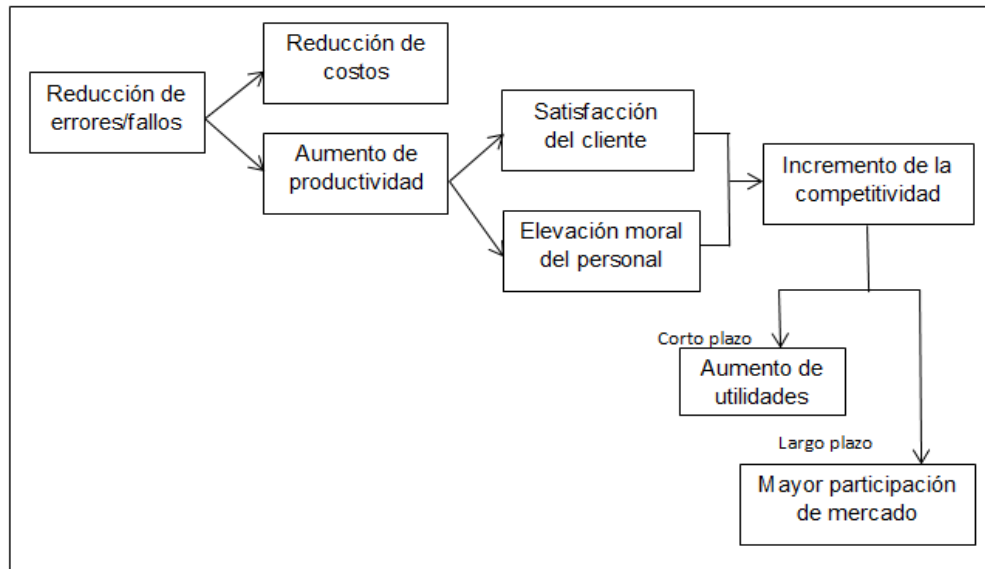 Reducción de
errores/fallos
Reducción de
costos
Aumento de
productividad
Satisfacción
del cliente
Elevación moral
del personal
Incremento de la
competitividad
Corto plazo
Aumento de
utilidades
Largo plazo
Mayor participación
de mercado